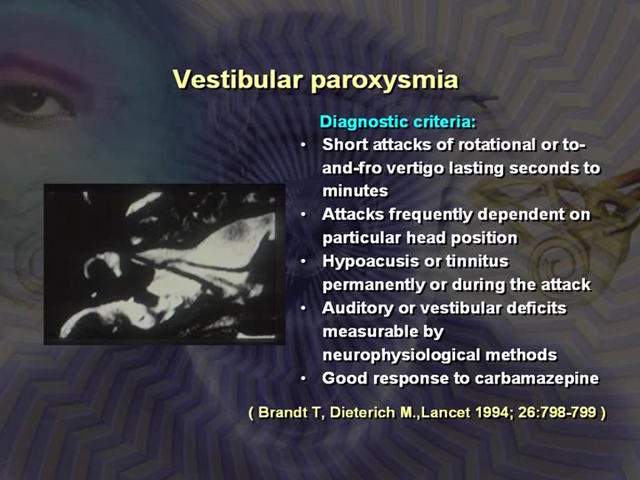 Vestibular paroxysmia
Diagnostic criteria:
• Short attacks of rotational or to-
and-fro vertigo lasting seconds to
minutes
• Attacks frequently dependent on
particular head position
• Hypoacusis or tinnitus
permanently or during the attack
• Auditory or vestibular deficits
measurable by
neurophysiological methods
• Good response to carbamazepine
( Brandt T, Dieterich M.,Lancet 1994; 26:798-799 )